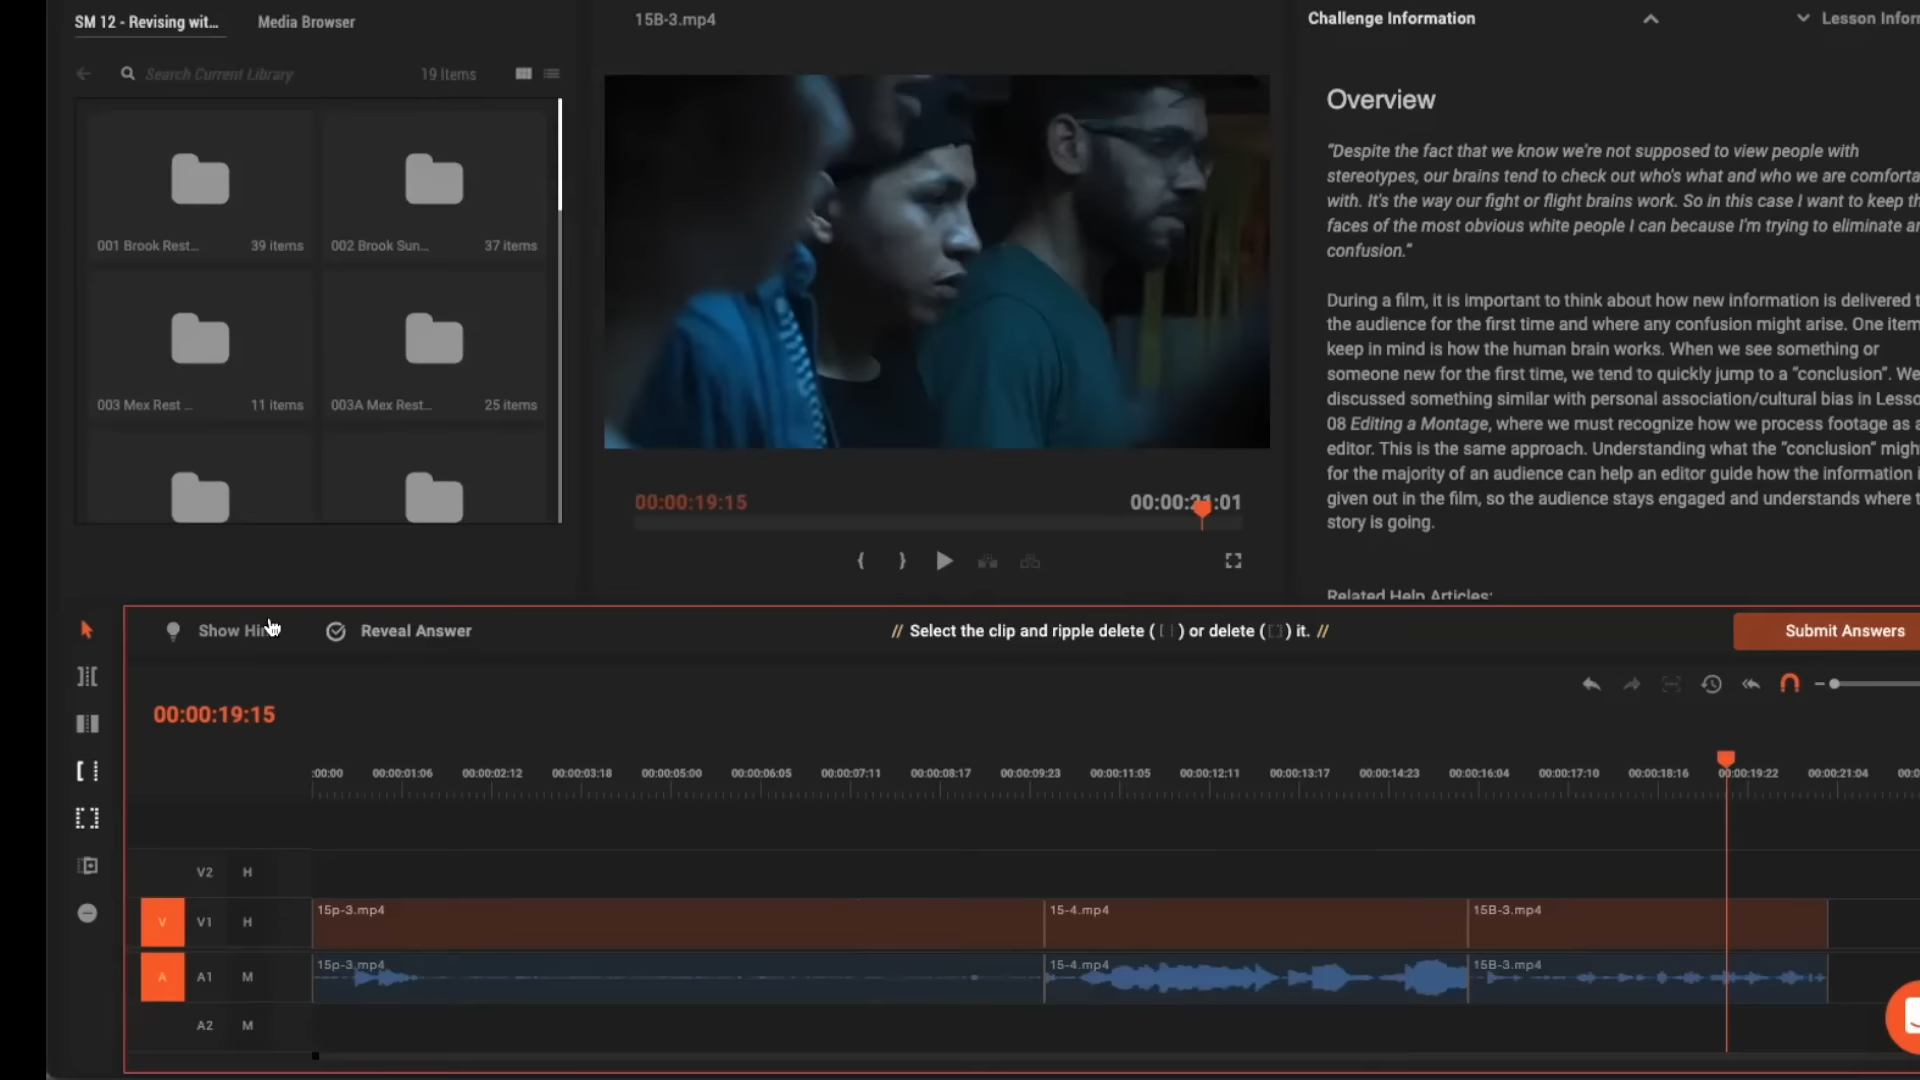 SM 12 - Revising wit...
Media Browser
Search Current Library
19 Items
001 Brook Rest...
39 items
002 Brook Sun...
37 items
003 Mex Rest ...
11 items
003A Mex Rest...
25 items
15B-3.mp4
00:00:19:15
Challenge Information
Lesson Infor
Overview
"Despite the fact that we know we're not supposed to view people with
stereotypes, our brains tend to check out who's what and who we are comforta
with. It's the way our fight or flight brains work. So in this case I want to keep th
faces of the most obvious white people I can because I'm trying to eliminate an
confusion."
During a film, it is important to think about how new information is delivered t
the audience for the first time and where any confusion might arise. One item
keep in mind is how the human brain works. When we see something or
someone new for the first time, we tend to quickly jump to a "conclusion". We
discussed something similar with personal association/cultural bias in Lesso
08 Editing a Montage, where we must recognize how we process footage as a
editor. This is the same approach. Understanding what the "conclusion" migh
for the majority of an audience can help an editor guide how the information i
given out in the film, so the audience stays engaged and understands where t
story is going.
Related Help Articles:
Show
Reveal Answer
// Select the clip and ripple delete ([ ¦) or delete ([ ]) it. //
Submit Answers
00:00:19:15
:00:00
00:00:01:06
00:00:02:12
00:00:03:18
00:00:05:00
00:00:06:05
00:00:07:11
00:00:08:17
00:00:09:23
00:00:11:05
00:00:12:11
00:00:13:17
00:00:14:23
00:00:16:04
00:00:17:10
00:00:18:16
00:00:19:22
00:00:21:04
00:0
V2 H
V V1 H
15p-3.mp4
15-4.mp4
15B-3.mp4
A A1 M
15p-3.mp4
15-4.mp4
15B-3.mp4
A2 M